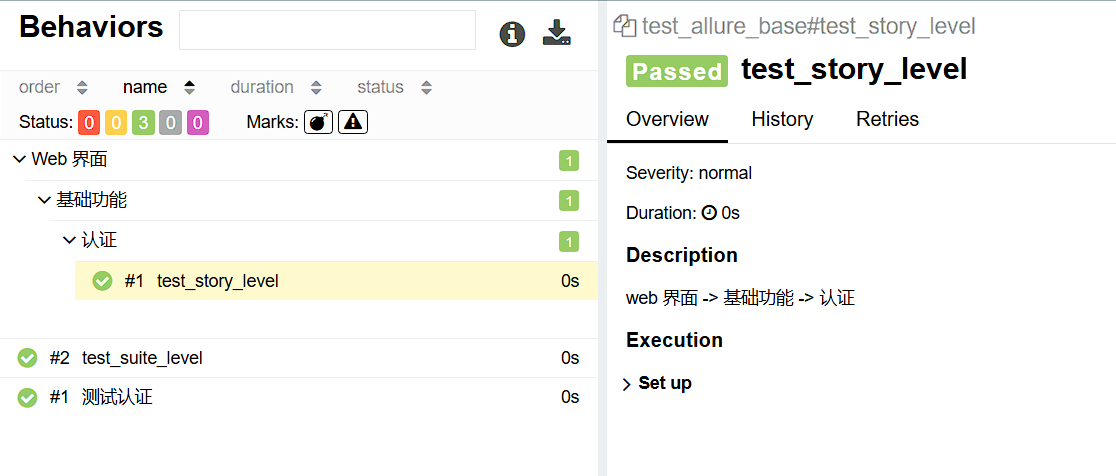 Behaviors
order name duration status
Status: 0 0 3 0 0 Marks:
Web 界面 1
基础功能 1
认证 1
#1 test_story_level 0s
#2 test_suite_level 0s
#1 测试认证 0s
test_allure_base#test_story_level
Passed test_story_level
Overview History Retries
Severity: normal
Duration: 0s
Description
web 界面 -> 基础功能 -> 认证
Execution
Set up